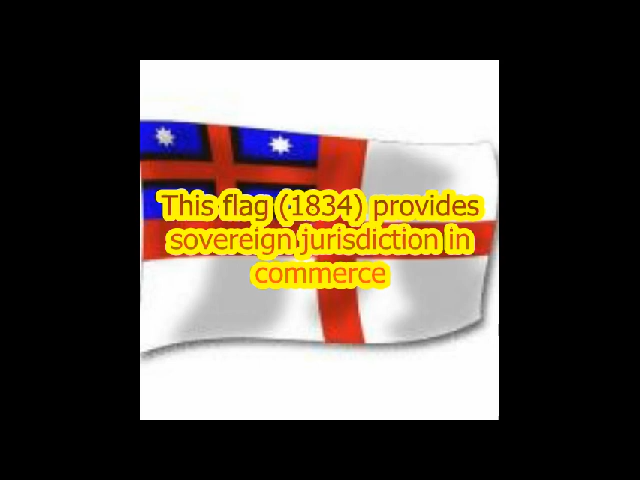 This flag (1834) provides
sovereign jurisdiction in
commerce